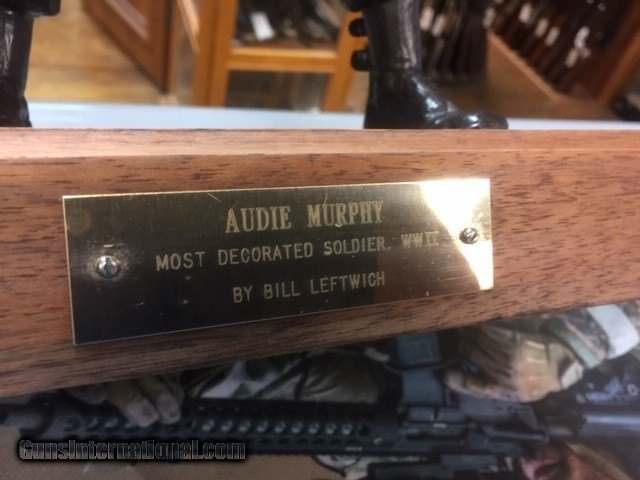 AUDIE MURPHY
MOST DECORATED SOLDIER, WWII
BY BILL LEFTWICH
GunsInternational.com